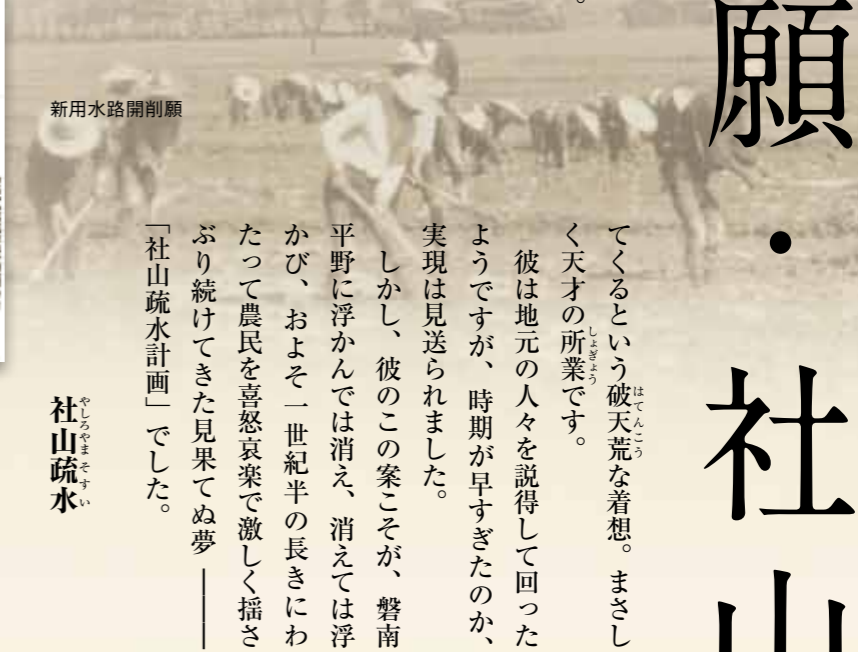 願・社山
てくるという破天荒な着想。まさし
く天才の所業です。
彼は地元の人々を説得して回った
ようですが、時期が早すぎたのか、
実現は見送られました。
しかし、彼のこの案こそが、磐南
平野に浮かんでは消え、消えては浮
かび、およそ一世紀半の長きにわ
たって農民を喜怒哀楽で激しく揺さ
ぶり続けてきた見果てぬ夢――
「社山疏水計画」でした。
社山疏水
新用水路開削願